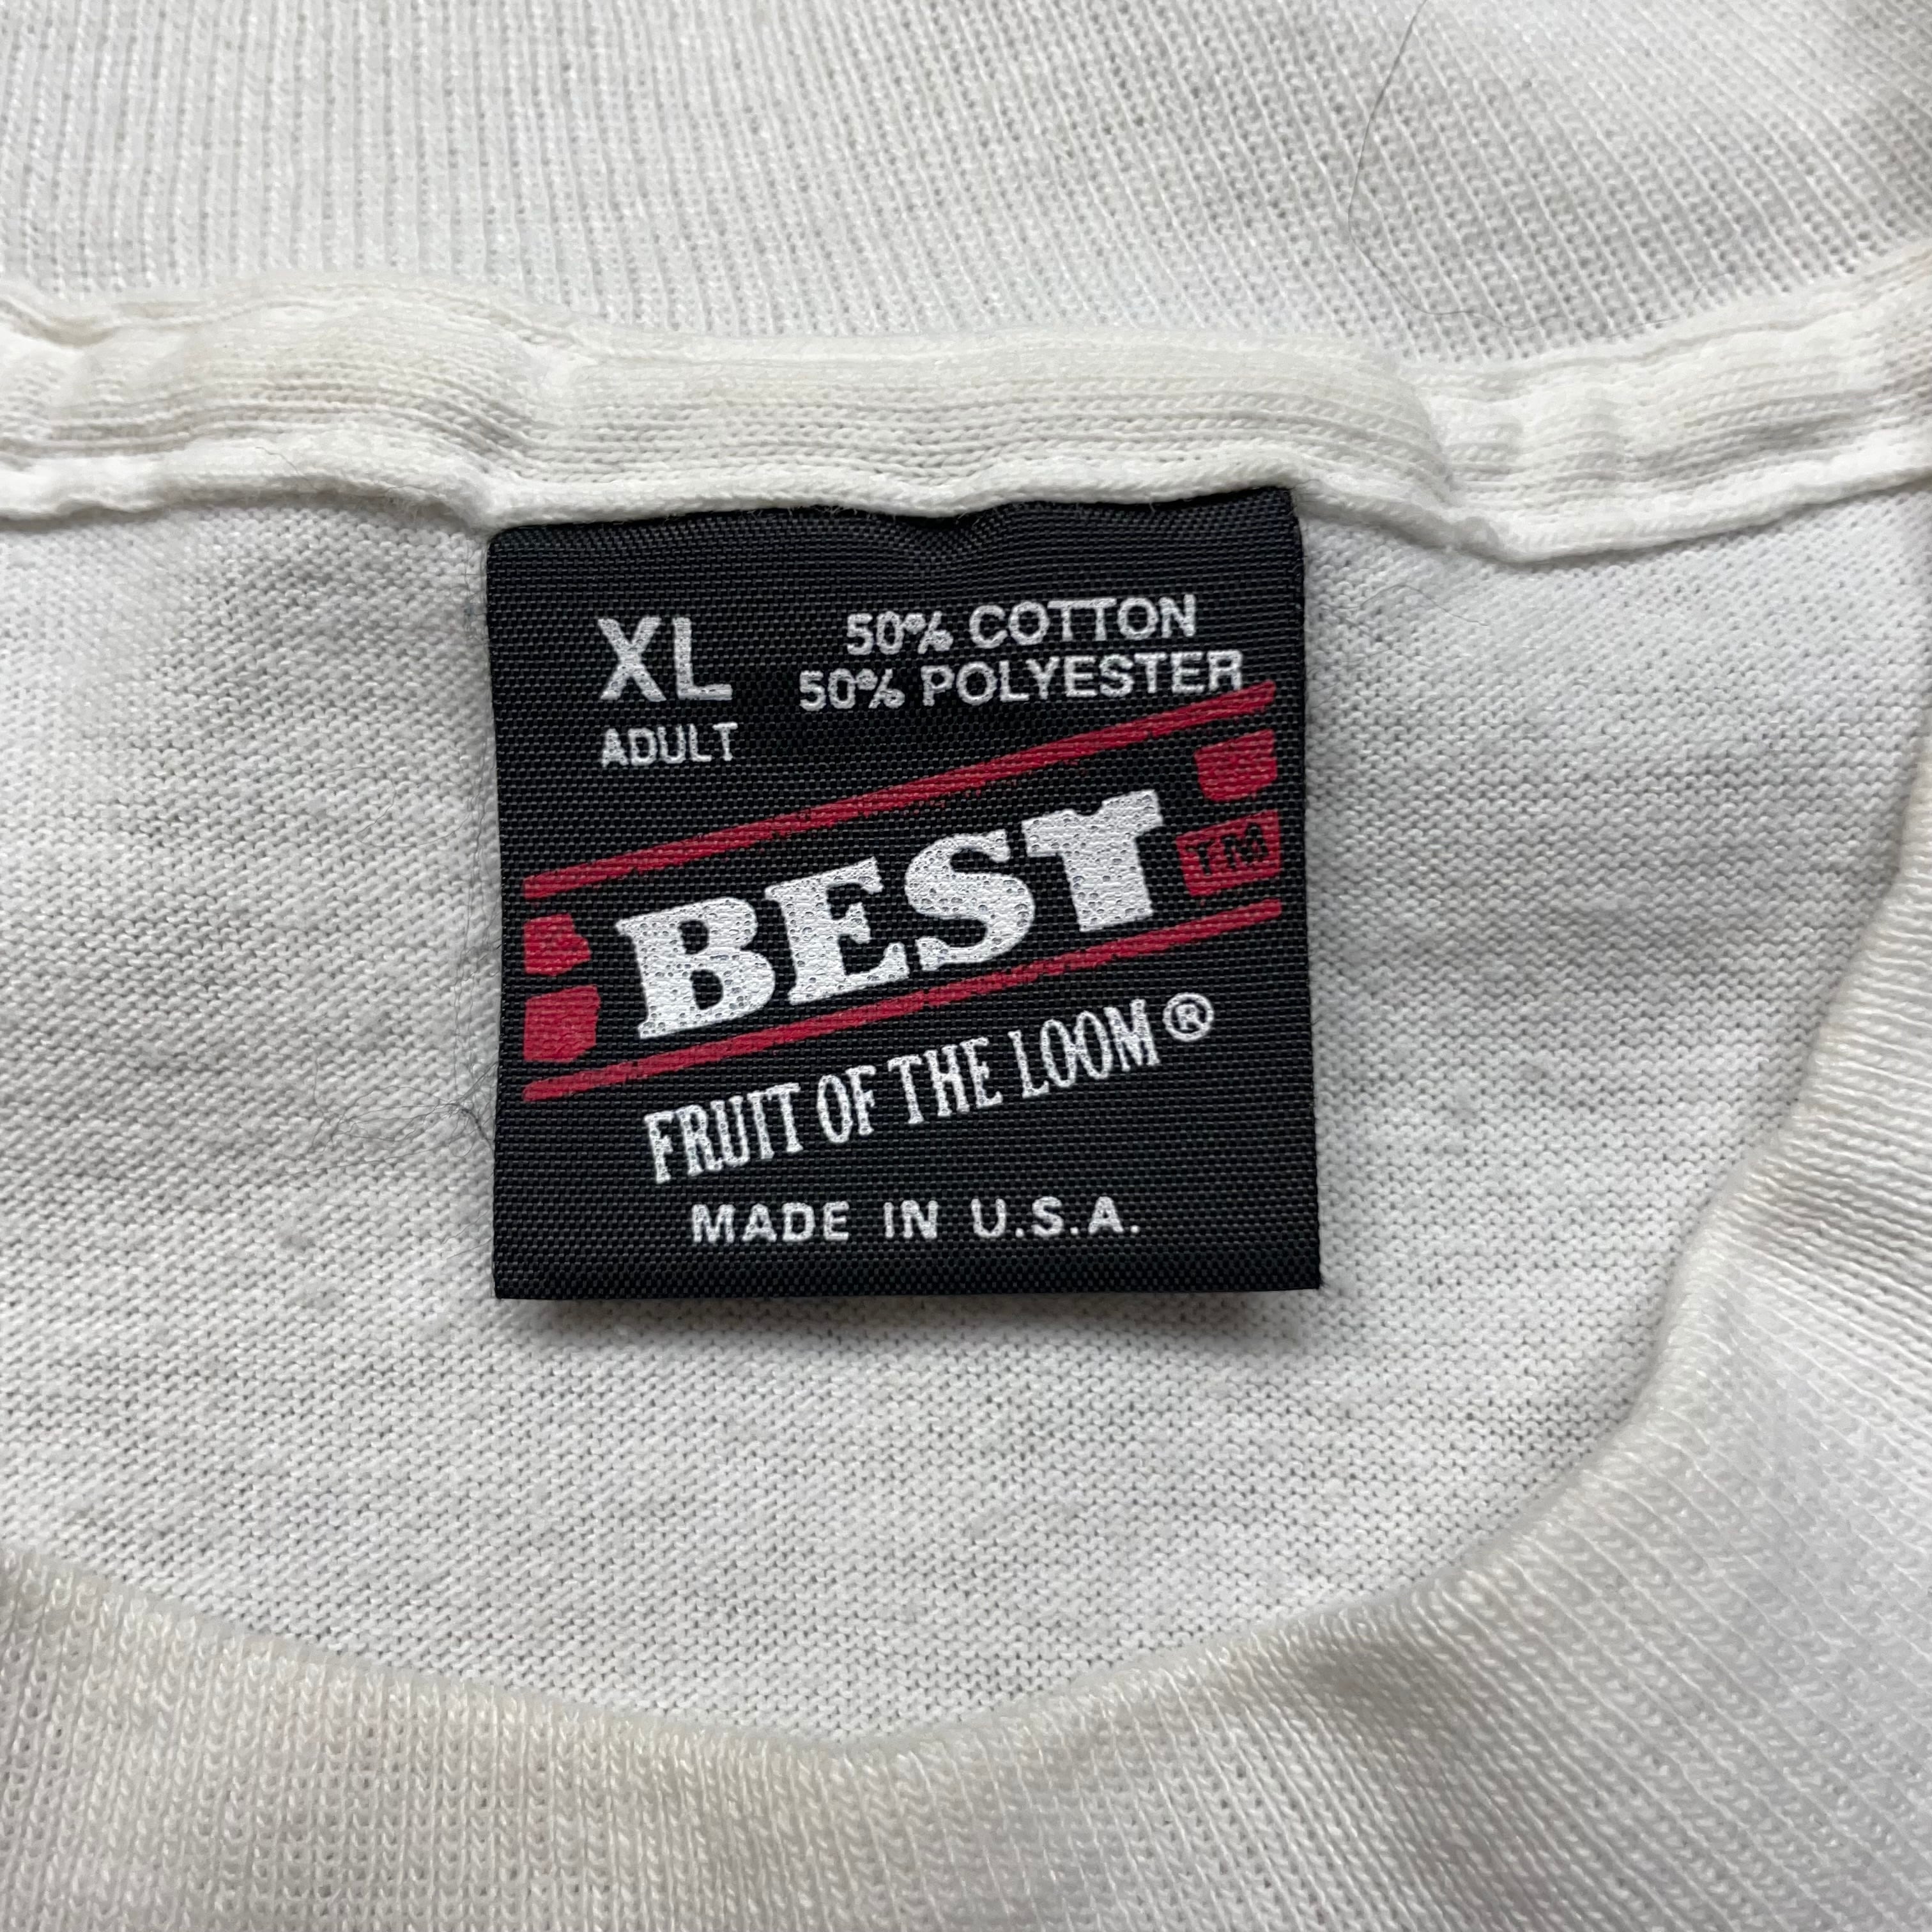 XL
ADULT
50% COTTON
50% POLYESTER
BEST
TM
FRUIT OF THE LOOM®
MADE IN U.S.A.